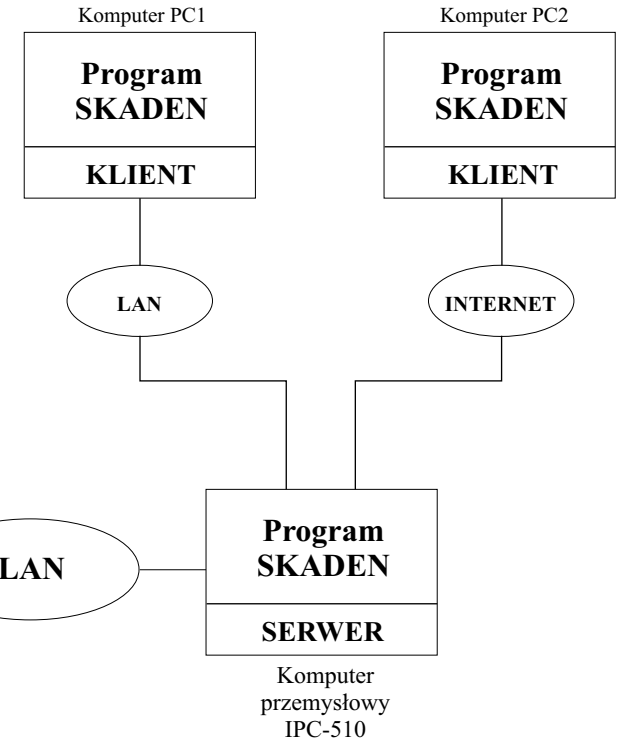 Komputer PC1
Program
SKADEN
KLIENT
LAN
Komputer PC2
Program
SKADEN
KLIENT
INTERNET
LAN
Program
SKADEN
SERWER
Komputer
przemysłowy
IPC-510